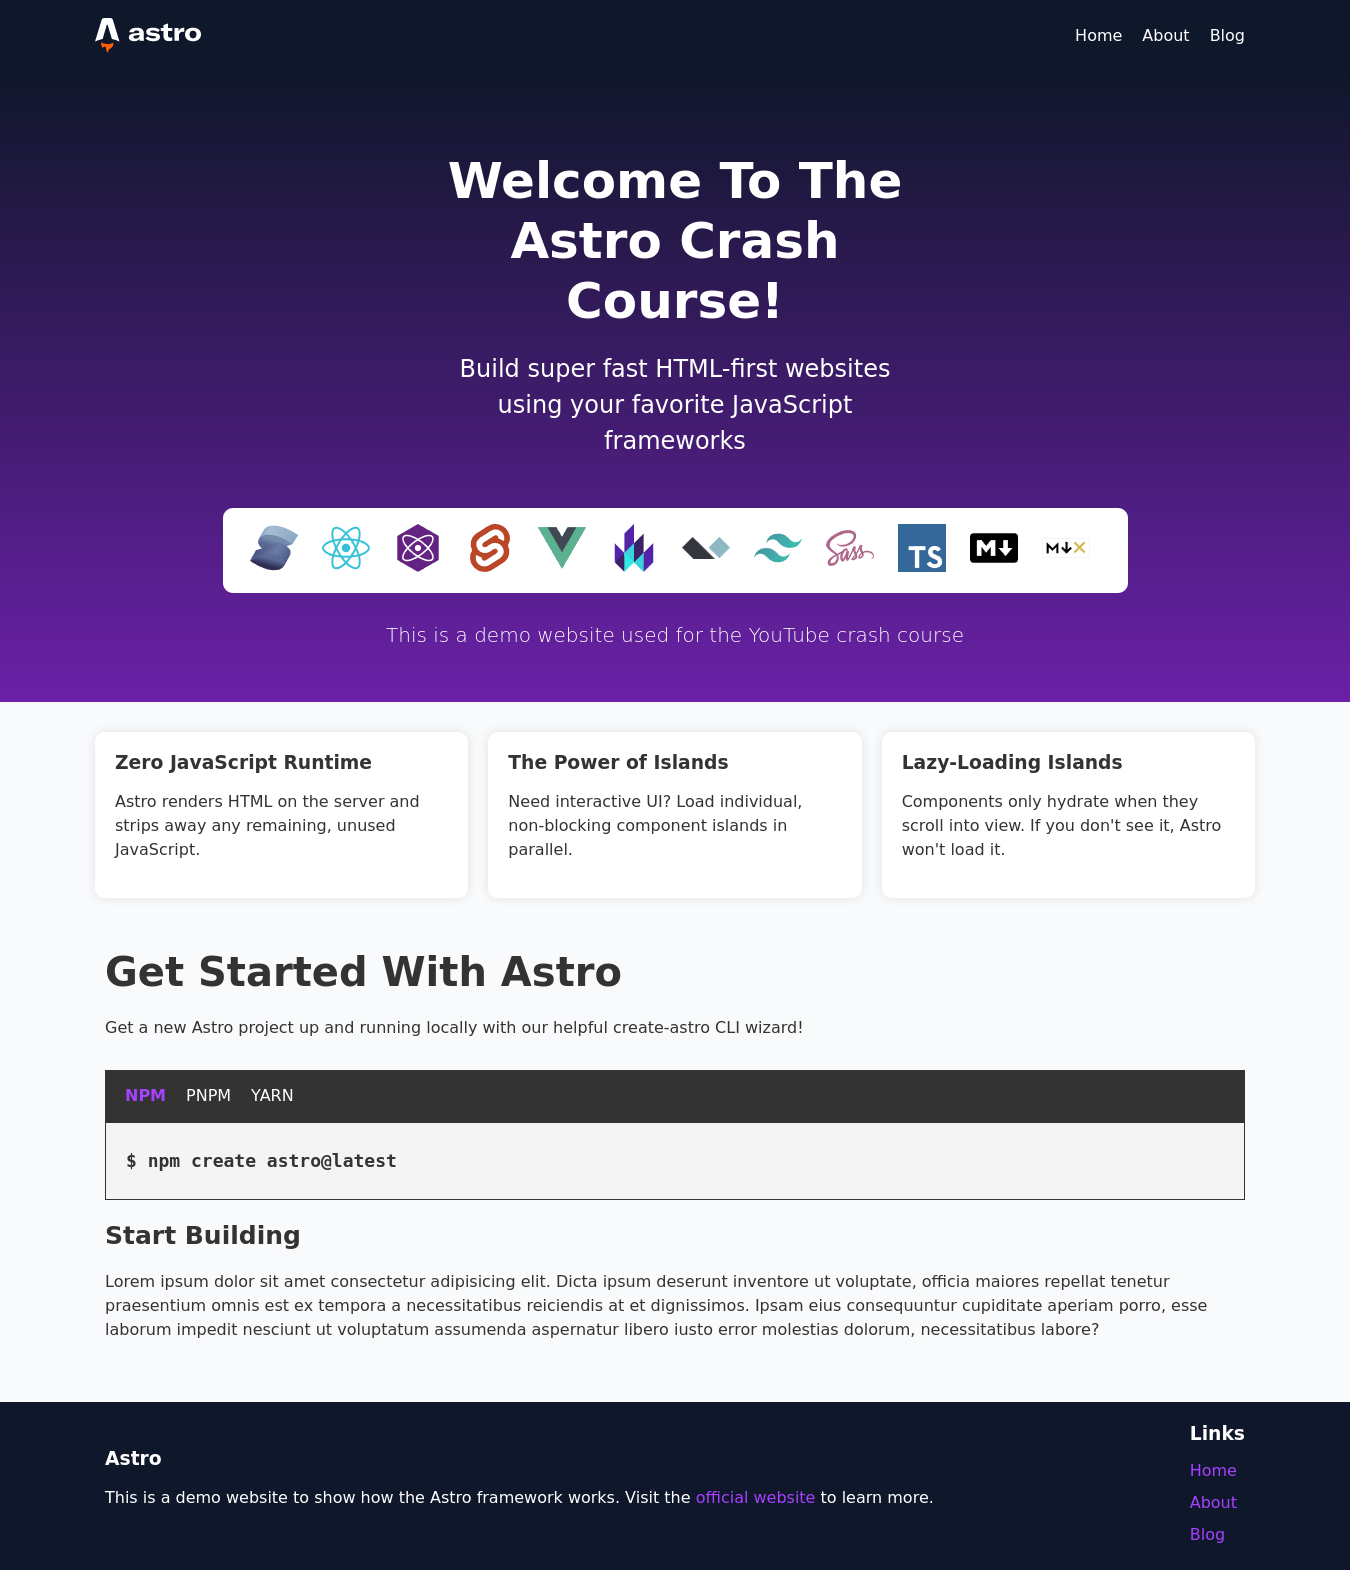 astro
Home About Blog
Welcome To The
Astro Crash
Course!
Build super fast HTML-first websites
using your favorite JavaScript
frameworks
Sass TS M M
This is a demo website used for the YouTube crash course
Zero JavaScript Runtime
Astro renders HTML on the server and
strips away any remaining, unused
JavaScript.
The Power of Islands
Need interactive UI? Load individual,
non-blocking component islands in
parallel.
Lazy-Loading Islands
Components only hydrate when they
scroll into view. If you don't see it, Astro
won't load it.
Get Started With Astro
Get a new Astro project up and running locally with our helpful create-astro CLI wizard!
NPM PNPM YARN
$ npm create astro@latest
Start Building
Lorem ipsum dolor sit amet consectetur adipisicing elit. Dicta ipsum deserunt inventore ut voluptate, officia maiores repellat tenetur
praesentium omnis est ex tempora a necessitatibus reiciendis at et dignissimos. Ipsam eius consequuntur cupiditate aperiam porro, esse
laborum impedit nesciunt ut voluptatum assumenda aspernatur libero iusto error molestias dolorum, necessitatibus labore?
Astro
This is a demo website to show how the Astro framework works. Visit the official website to learn more.
Links
Home
About
Blog